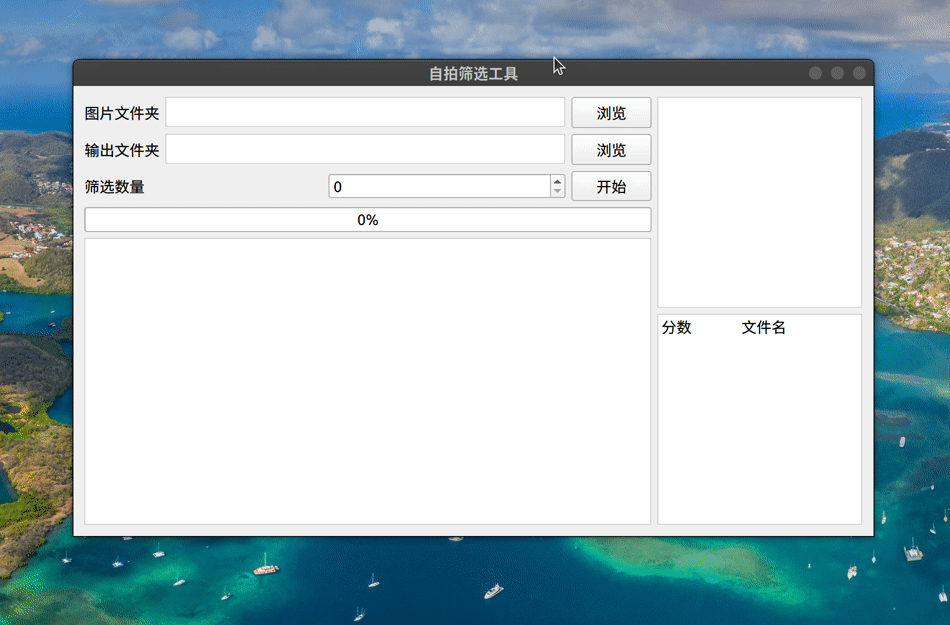 自拍筛选工具
图片文件夹 浏览
输出文件夹 浏览
筛选数量 0 开始
0%
分数 文件名